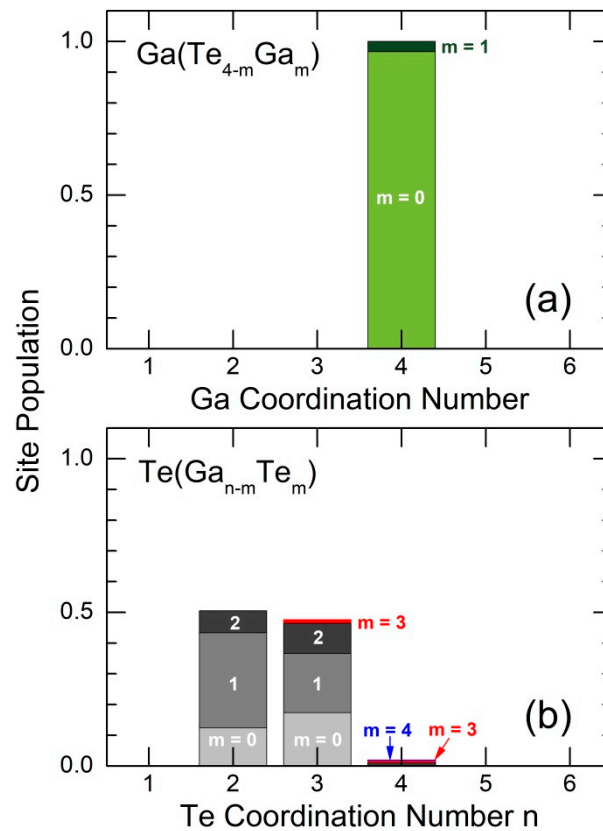 Ga(Te4-mGam)
m = 1
1.0
m = 0
0.5
(a)
0.0
1 2 3 4 5 6
Ga Coordination Number
Site Population
Te(Gan-mTem)
1.0
0.5
2
2
m = 3
1
1
m = 4
m = 3
(b)
m = 0
m = 0
0.0
1 2 3 4 5 6
Te Coordination Number n